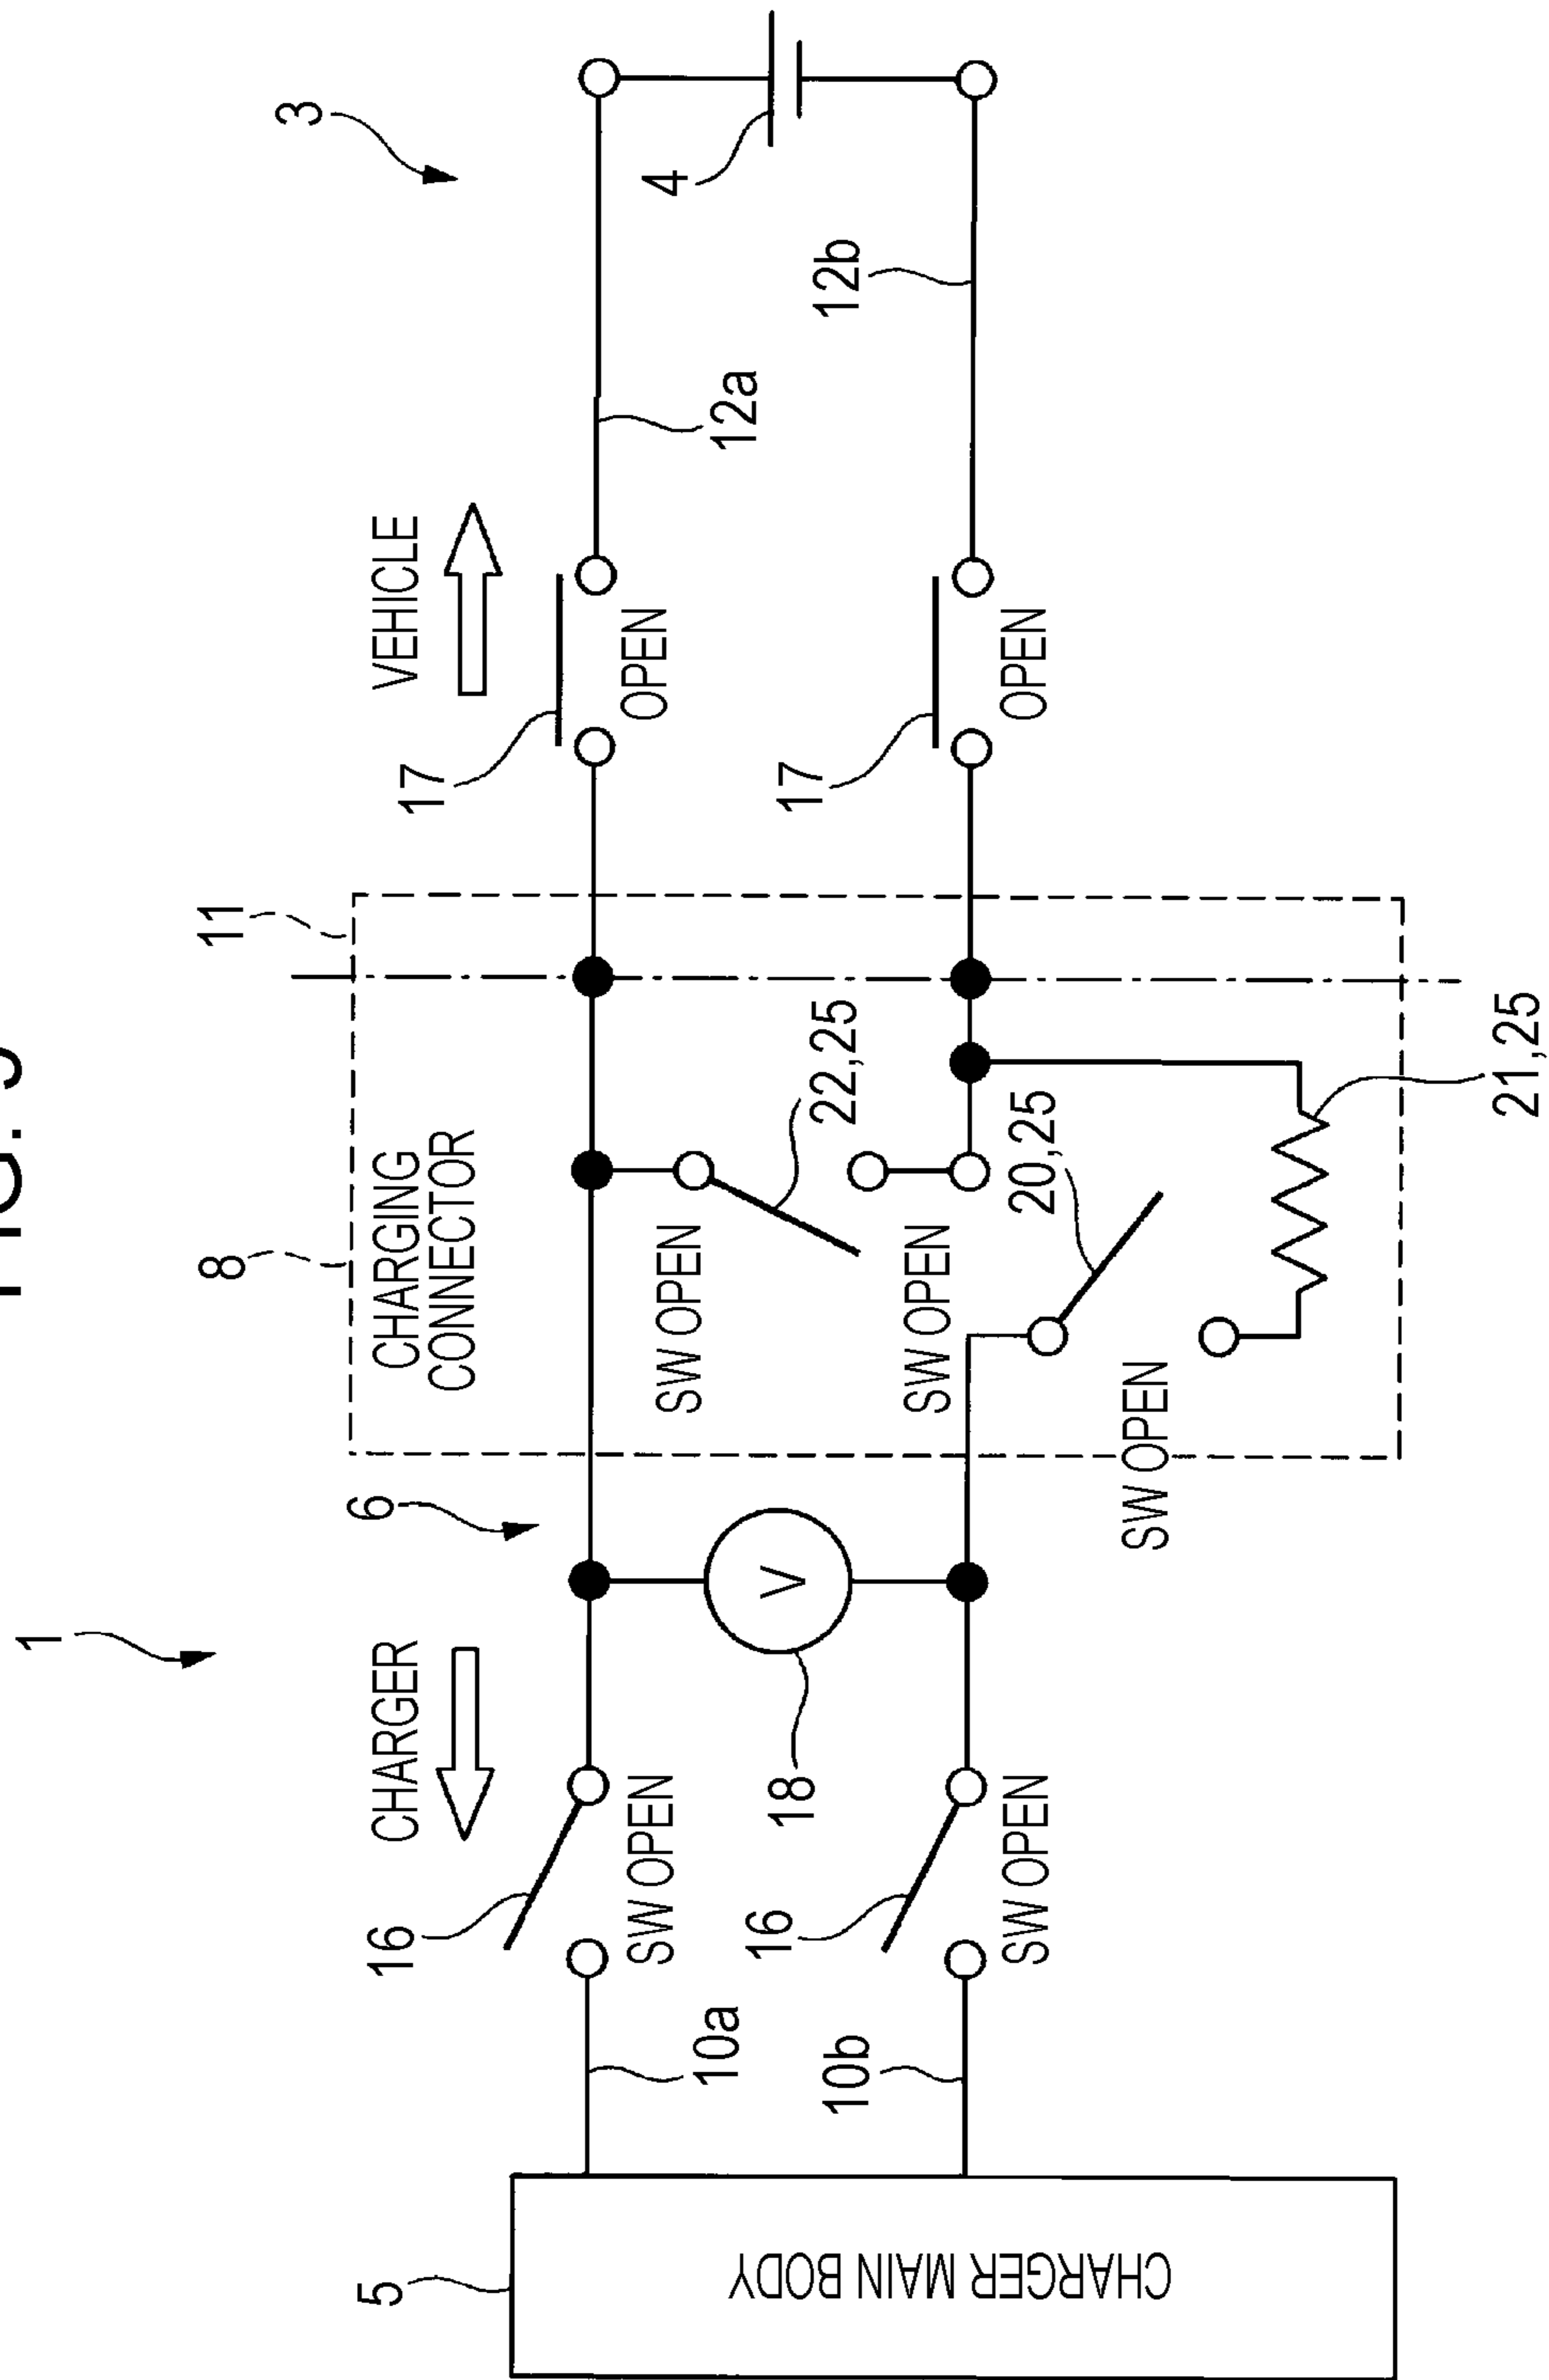 FIG.
1
8
11
3
CHARGER
6
CHARGING
CONNECTOR
VEHICLE
5
16
17
SW OPEN
SW OPEN
OPEN
4
10a
12a
18
16
17
22,25
12b
10b
SW OPEN
SW OPEN
20,25
OPEN
CHARGER MAIN BODY
SW OPEN
21,25